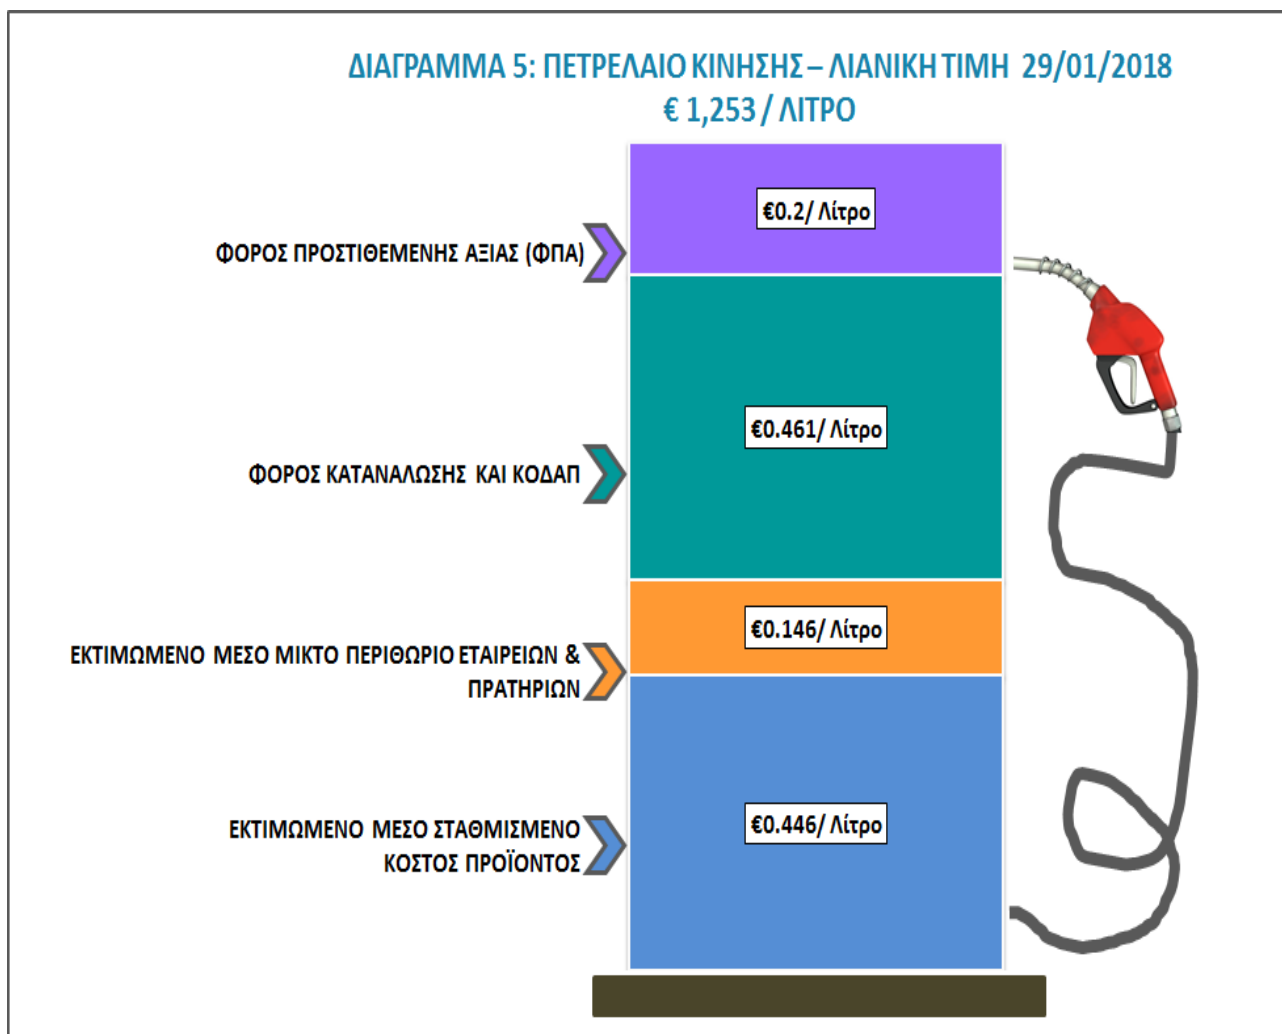 ΔΙΑΓΡΑΜΜΑ 5: ΠΕΤΡΕΛΑΙΟ ΚΙΝΗΣΗΣ – ΛΙΑΝΙΚΗ ΤΙΜΗ 29/01/2018
€ 1,253 / ΛΙΤΡΟ
€0.2/ Λίτρο
ΦΟΡΟΣ ΠΡΟΣΤΙΘΕΜΕΝΗΣ ΑΞΙΑΣ (ΦΠΑ)
€0.461/ Λίτρο
ΦΟΡΟΣ ΚΑΤΑΝΑΛΩΣΗΣ ΚΑΙ ΚΟΔΑΠ
€0.146/ Λίτρο
ΕΚΤΙΜΩΜΕΝΟ ΜΕΣΟ ΜΙΚΤΟ ΠΕΡΙΘΩΡΙΟ ΕΤΑΙΡΕΙΩΝ &
ΠΡΑΤΗΡΙΩΝ
€0.446/ Λίτρο
ΕΚΤΙΜΩΜΕΝΟ ΜΕΣΟ ΣΤΑΘΜΙΣΜΕΝΟ
ΚΟΣΤΟΣ ΠΡΟΪΟΝΤΟΣ